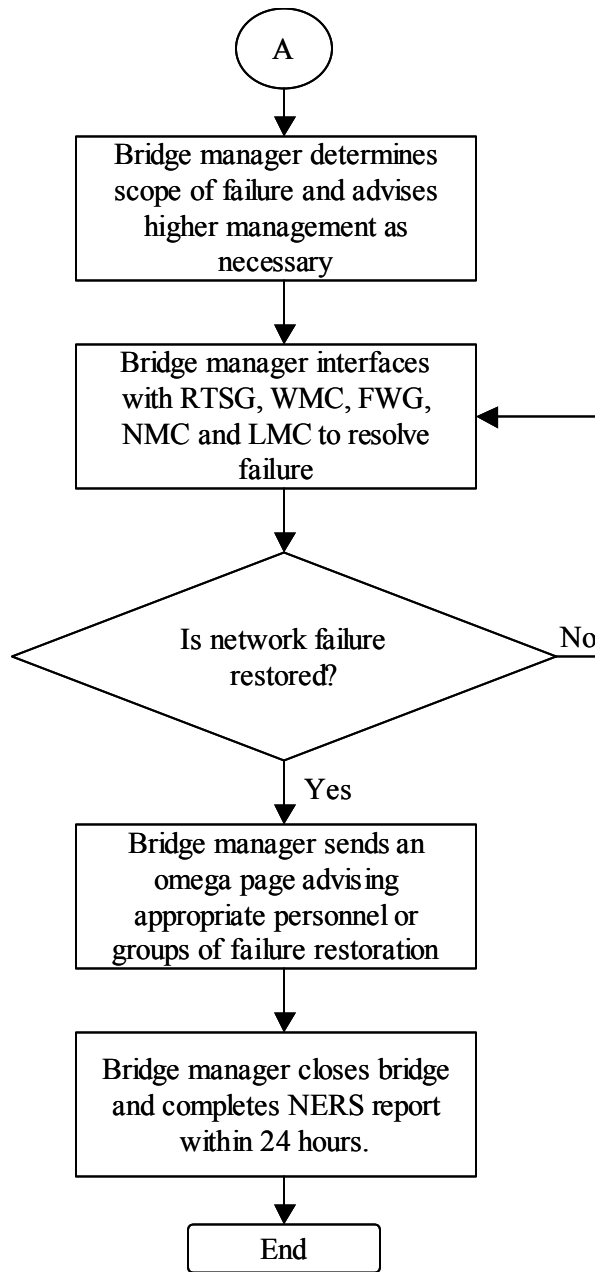 A
Bridge manager determines
scope of failure and advises
higher management as
necessary
Bridge manager interfaces
with RTSG, WMC, FWG,
NMC and LMC to resolve
failure
Is network failure
restored?
No
Yes
Bridge manager sends an
omega page advising
appropriate personnel or
groups of failure restoration
Bridge manager closes bridge
and completes NERS report
within 24 hours.
End